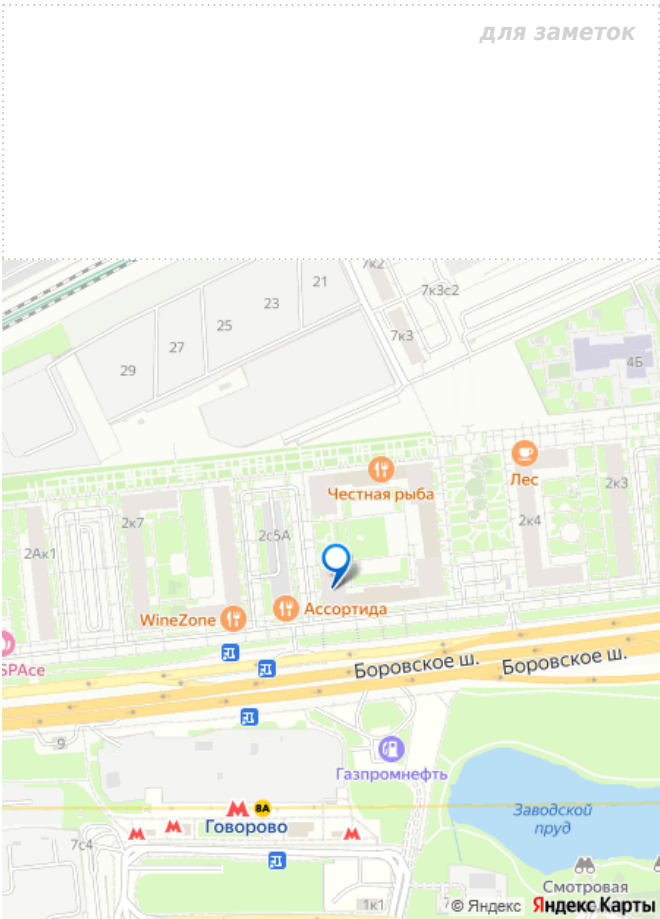 для заметок
7к2
21
7к3с2
23
25
7к3
27
29
4Б
Честная рыба
Лес
2к3
2к7
2к4
2с5А
2Ак1
Ассортида
WineZone
SPAce
Боровское ш.
Боровское ш.
9
Газпромнефть
8А
Говорово
Заводской
пруд
7с4
Смотровая
1к1
© Яндекс Яндекс Карты